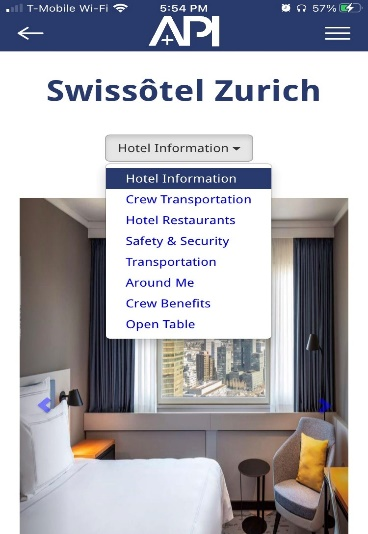 T-Mobile Wi-Fi 5:54 PM 57%
API
Swissôtel Zurich
Hotel Information
Hotel Information
Crew Transportation
Hotel Restaurants
Safety & Security
Transportation
Around Me
Crew Benefits
Open Table